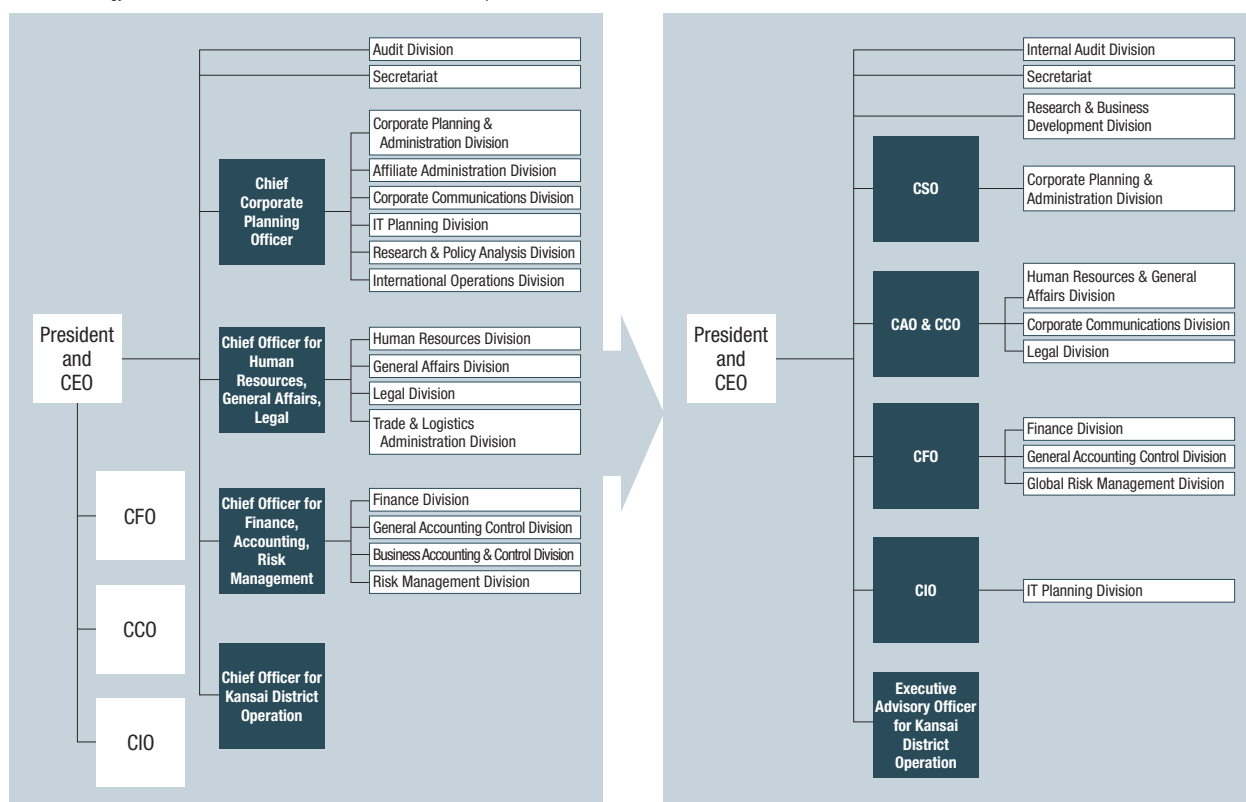 Audit Division
Secretariat
Corporate Planning &
Administration Division
Affiliate Administration Division
Corporate Communications Division
IT Planning Division
Research & Policy Analysis Division
International Operations Division
Chief
Corporate
Planning
Officer
President
and
CEO
Chief Officer for
Human
Resources,
General Affairs,
Legal
Human Resources Division
General Affairs Division
Legal Division
Trade & Logistics
Administration Division
CFO
CCO
CIO
Chief Officer for
Finance,
Accounting,
Risk
Management
Finance Division
General Accounting Control Division
Business Accounting & Control Division
Risk Management Division
Chief Officer for
Kansai District
Operation
Internal Audit Division
Secretariat
Research & Business
Development Division
President
and
CEO
CSO
Corporate Planning &
Administration Division
CAO & CCO
Human Resources & General
Affairs Division
Corporate Communications Division
Legal Division
CFO
Finance Division
General Accounting Control Division
Global Risk Management Division
CIO
IT Planning Division
Executive
Advisory Officer
for Kansai
District
Operation